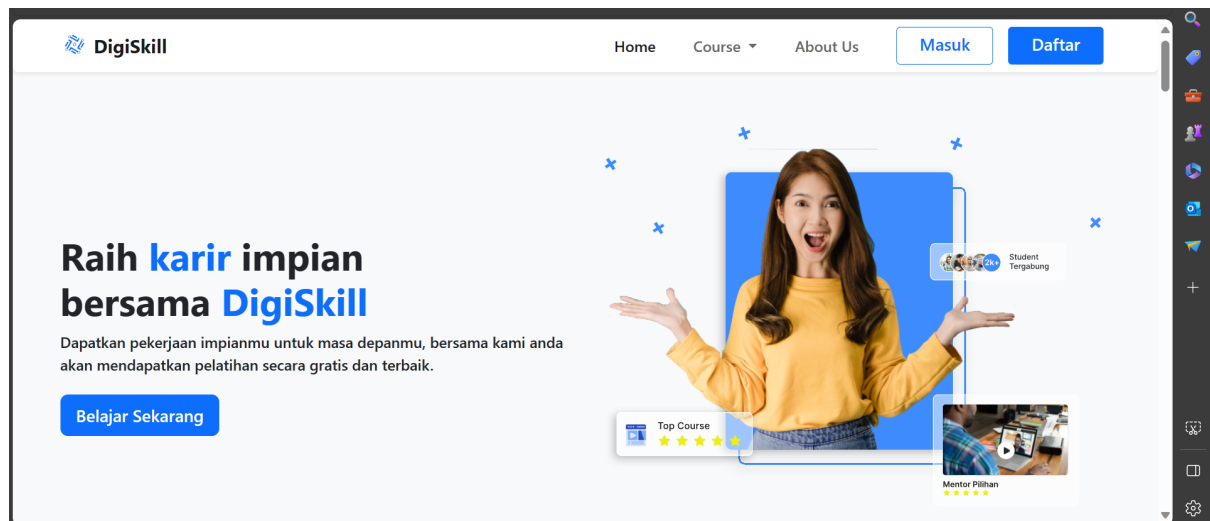 DigiSkill
Home
Course
About Us
Masuk
Daftar
Raih karir impian
bersama DigiSkill
Dapatkan pekerjaan impianmu untuk masa depanmu, bersama kami anda
akan mendapatkan pelatihan secara gratis dan terbaik.
Belajar Sekarang
2k+
Student
Tergabung
Top Course
Mentor Pilihan